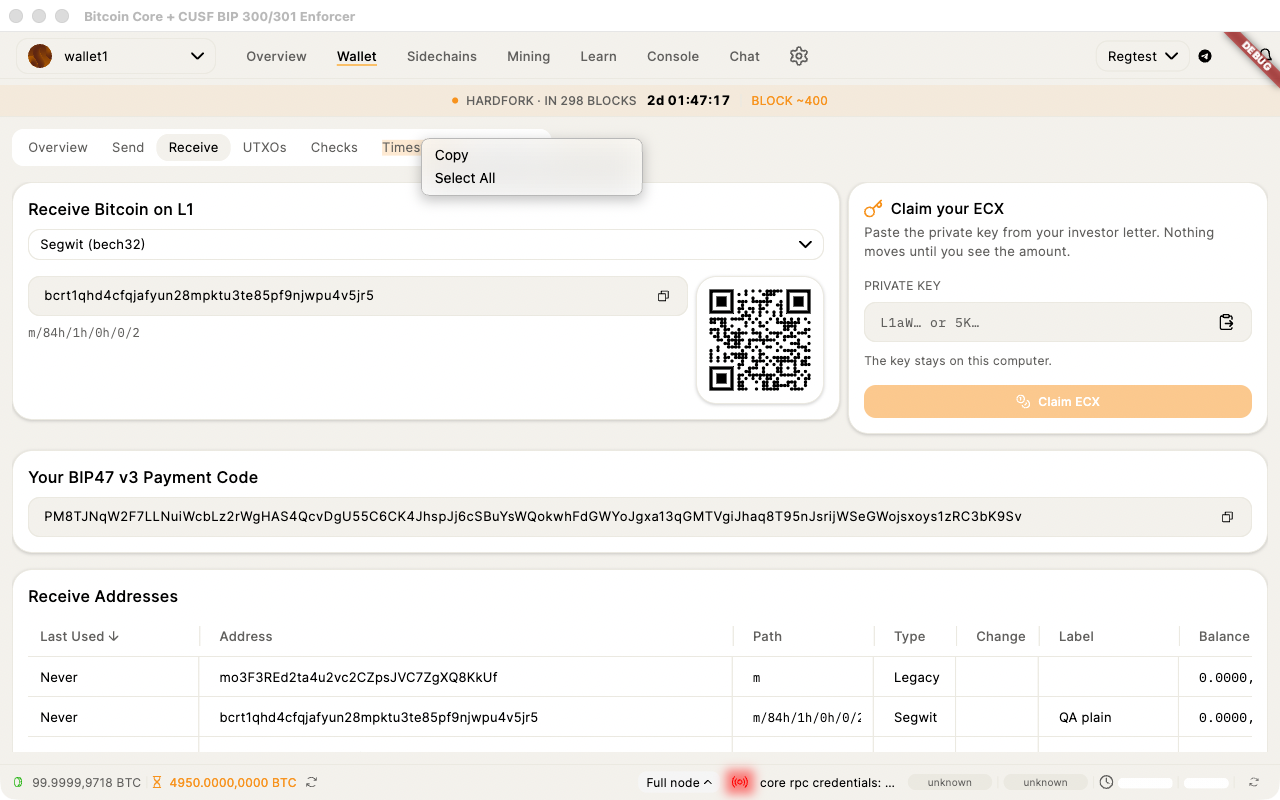 Bitcoin Core + CUSF BIP 300/301 Enforcer
wallet1 Overview Wallet Sidechains Mining Learn Console Chat Regtest DEBUG
HARDFORK · IN 298 BLOCKS 2d 01:47:17 BLOCK ~400
Overview Send Receive UTXOs Checks Times
Copy
Select All
Receive Bitcoin on L1
Segwit (bech32)
bcrt1qhd4cfqjafyun28mpktu3te85pf9njwpu4v5jr5
m/84h/1h/0h/0/2
Claim your ECX
Paste the private key from your investor letter. Nothing
moves until you see the amount.
PRIVATE KEY
L1aW… or 5K…
The key stays on this computer.
Claim ECX
Your BIP47 v3 Payment Code
PM8TJNqW2F7LLNuiWcbLz2rWgHAS4QcvDgU55C6CK4JhspJj6cSBuYsWQokwhFdGWYoJgxa13qGMTVgiJhaq8T95nJsrijWSeGWojsxoys1zRC3bK9Sv
Receive Addresses
Last Used Address Path Type Change Label Balance
Never mo3F3REd2ta4u2vc2CZpsJVC7ZgXQ8KkUf m Legacy 0.0000,
Never bcrt1qhd4cfqjafyun28mpktu3te85pf9njwpu4v5jr5 m/84h/1h/0h/0/2 Segwit QA plain 0.0000,
99.9999,9718 BTC 4950.0000,0000 BTC Full node core rpc credentials: ... unknown unknown